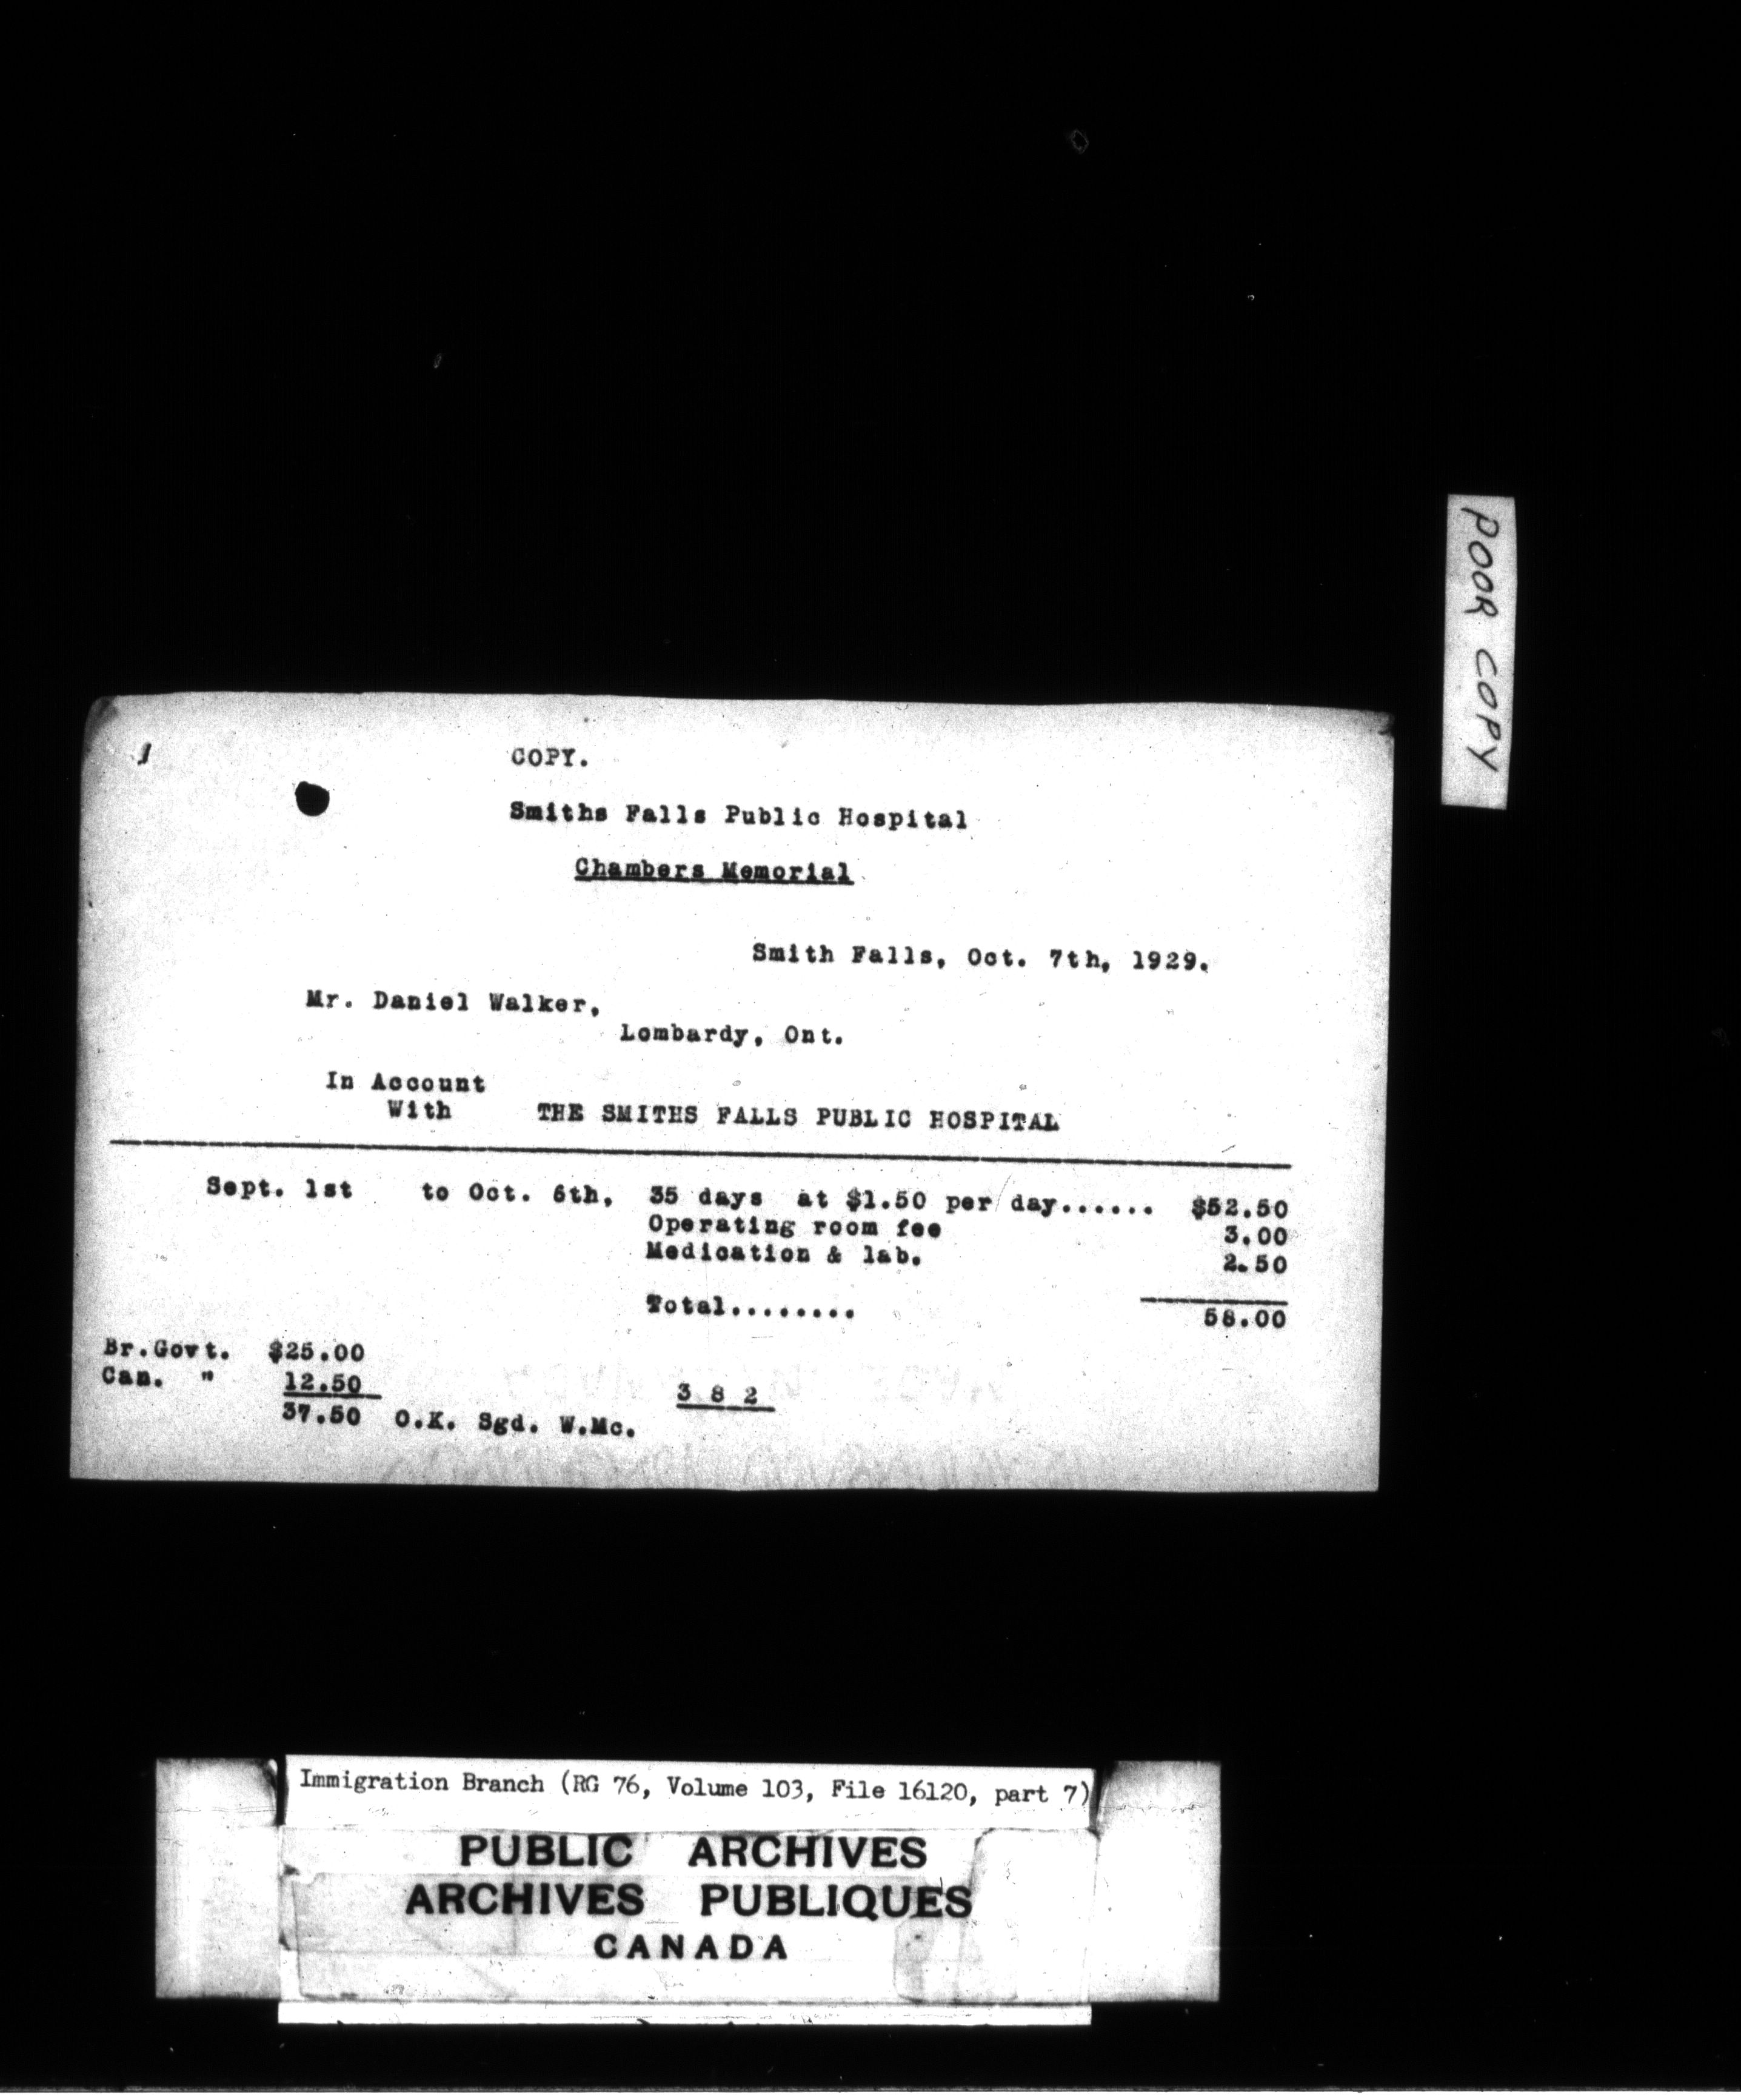 COPY.
Smiths Falls Public Hospital
Chambers Memorial
Smith Falls, Oct. 7th, 1929.
Mr. Daniel Walker,
Lombardy, Ont.
In Account
With THE SMITHS FALLS PUBLIC HOSPITAL
Sept. 1st to Oct. 6th, 35 days at $1.50 per day...... $52.50
Operating room fee 3.00
Medication & lab. 2.50
Total........ 58.00
Br.Govt. $25.00
Can. " 12.50
37.50 O.K. Sgd. W.Mc.
3 8 2
POOR COPY
Immigration Branch (RG 76, Volume 103, File 16120, part 7)
PUBLIC ARCHIVES
ARCHIVES PUBLIQUES
CANADA